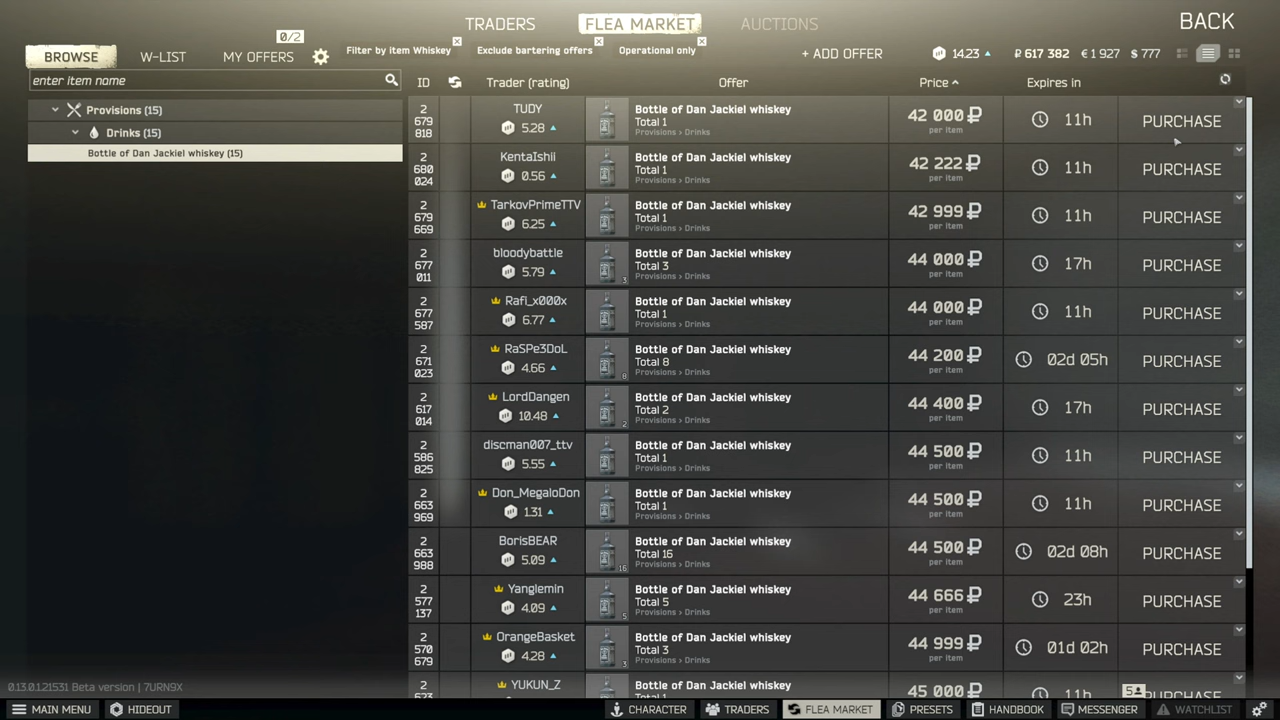 TRADERS
FLEA MARKET
AUCTIONS
BACK
0/2
BROWSE
W-LIST
MY OFFERS
Filter by item Whiskey
Exclude bartering offers
Operational only
+ ADD OFFER
14.23
₽ 617 382
€ 1 927
$ 777
enter item name
ID
Trader (rating)
Offer
Price
Expires in
Provisions (15)
Drinks (15)
Bottle of Dan Jackiel whiskey (15)
2 679 818
TUDY
5.28
Bottle of Dan Jackiel whiskey
Total 1
Provisions > Drinks
42 000 ₽
per item
11h
PURCHASE
2 680 024
KentaIshii
0.56
Bottle of Dan Jackiel whiskey
Total 1
Provisions > Drinks
42 222 ₽
per item
11h
PURCHASE
2 679 669
TarkovPrimeTTV
6.25
Bottle of Dan Jackiel whiskey
Total 1
Provisions > Drinks
42 999 ₽
per item
11h
PURCHASE
2 677 011
bloodybattle
5.79
3
Bottle of Dan Jackiel whiskey
Total 3
Provisions > Drinks
44 000 ₽
per item
17h
PURCHASE
2 677 587
Rafi_x000x
6.77
Bottle of Dan Jackiel whiskey
Total 1
Provisions > Drinks
44 000 ₽
per item
11h
PURCHASE
2 671 023
RaSPe3DoL
4.66
8
Bottle of Dan Jackiel whiskey
Total 8
Provisions > Drinks
44 200 ₽
per item
02d 05h
PURCHASE
2 617 014
LordDangen
10.48
2
Bottle of Dan Jackiel whiskey
Total 2
Provisions > Drinks
44 400 ₽
per item
17h
PURCHASE
2 586 825
discman007_ttv
5.55
Bottle of Dan Jackiel whiskey
Total 1
Provisions > Drinks
44 500 ₽
per item
11h
PURCHASE
2 663 969
Don_MegaloDon
1.31
Bottle of Dan Jackiel whiskey
Total 1
Provisions > Drinks
44 500 ₽
per item
11h
PURCHASE
2 663 988
BorisBEAR
5.09
16
Bottle of Dan Jackiel whiskey
Total 16
Provisions > Drinks
44 500 ₽
per item
02d 08h
PURCHASE
2 577 137
Yanglemin
4.09
5
Bottle of Dan Jackiel whiskey
Total 5
Provisions > Drinks
44 666 ₽
per item
23h
PURCHASE
2 570 679
OrangeBasket
4.28
3
Bottle of Dan Jackiel whiskey
Total 3
Provisions > Drinks
44 999 ₽
per item
01d 02h
PURCHASE
2
YUKUN_Z
Bottle of Dan Jackiel whiskey
Total 1
45 000 ₽
11h
PURCHASE
5
0.13.0.1.21531 Beta version | 7URN9X
MAIN MENU
HIDEOUT
CHARACTER
TRADERS
FLEA MARKET
PRESETS
HANDBOOK
MESSENGER
WATCHLIST